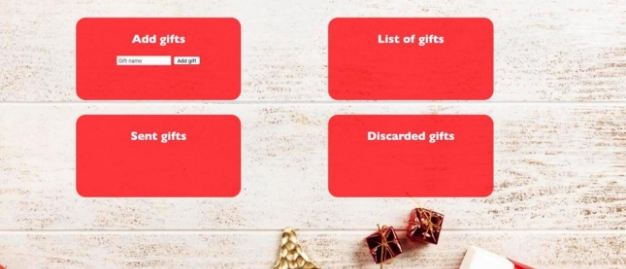 Add gifts
List of gifts
Gift name
Add gift
Sent gifts
Discarded gifts